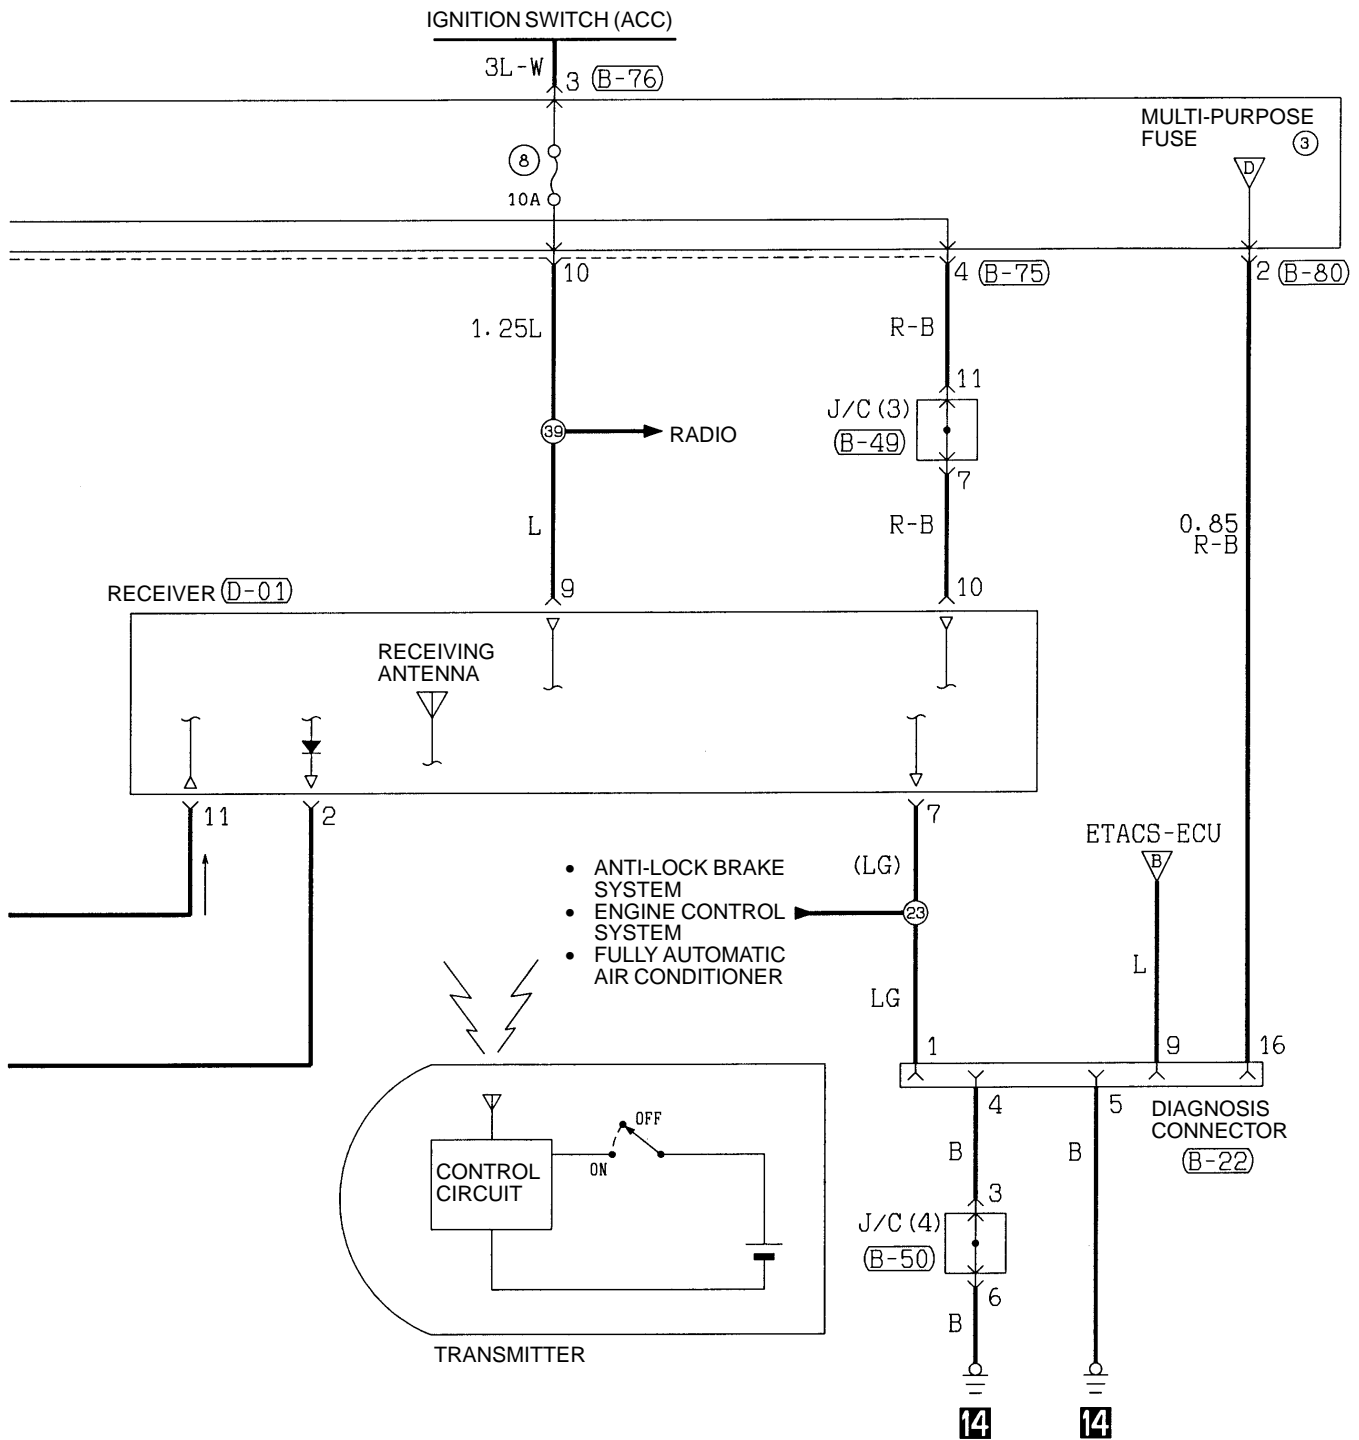 IGNITION SWITCH (ACC)
3L-W
3 (B-76)
MULTI-PURPOSE
FUSE
3
D
8
10A
10
4 (B-75)
2 (B-80)
1.25L
R-B
11
J/C (3)
(B-49)
39
RADIO
7
L
R-B
0.85
R-B
RECEIVER (D-01)
9
10
RECEIVING
ANTENNA
11
2
7
ETACS-ECU
B
(LG)
• ANTI-LOCK BRAKE
SYSTEM
• ENGINE CONTROL
SYSTEM
• FULLY AUTOMATIC
AIR CONDITIONER
23
L
LG
1
9
16
4
5
DIAGNOSIS
CONNECTOR
(B-22)
OFF
ON
CONTROL
CIRCUIT
B
B
3
J/C (4)
(B-50)
6
B
TRANSMITTER
14
14